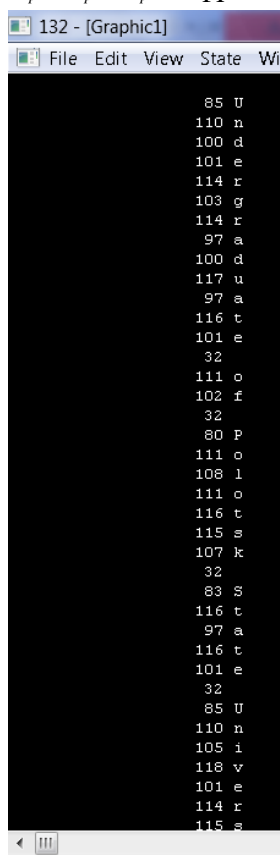 132 - [Graphic1]
File Edit View State Wi
85 U
110 n
100 d
101 e
114 r
103 g
114 r
97 a
100 d
117 u
97 a
116 t
101 e
32
111 o
102 f
32
80 P
111 o
108 l
111 o
116 t
115 s
107 k
32
83 S
116 t
97 a
116 t
101 e
32
85 U
110 n
105 i
118 v
101 e
114 r
115 s